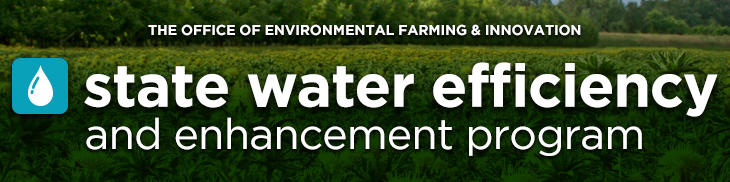 THE OFFICE OF ENVIRONMENTAL FARMING & INNOVATION
state water efficiency
and enhancement program